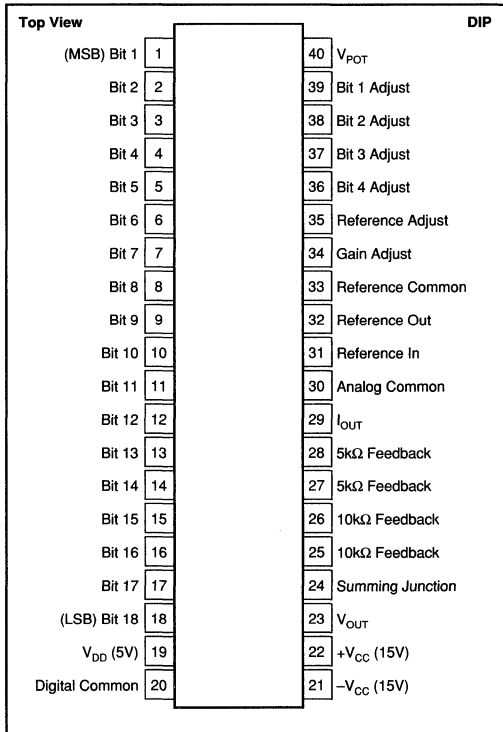 Top View DIP
(MSB) Bit 1 1 40 VPOT
Bit 2 2 39 Bit 1 Adjust
Bit 3 3 38 Bit 2 Adjust
Bit 4 4 37 Bit 3 Adjust
Bit 5 5 36 Bit 4 Adjust
Bit 6 6 35 Reference Adjust
Bit 7 7 34 Gain Adjust
Bit 8 8 33 Reference Common
Bit 9 9 32 Reference Out
Bit 10 10 31 Reference In
Bit 11 11 30 Analog Common
Bit 12 12 29 IOUT
Bit 13 13 28 5kΩ Feedback
Bit 14 14 27 5kΩ Feedback
Bit 15 15 26 10kΩ Feedback
Bit 16 16 25 10kΩ Feedback
Bit 17 17 24 Summing Junction
(LSB) Bit 18 18 23 VOUT
VDD (5V) 19 22 +VCC (15V)
Digital Common 20 21 –VCC (15V)